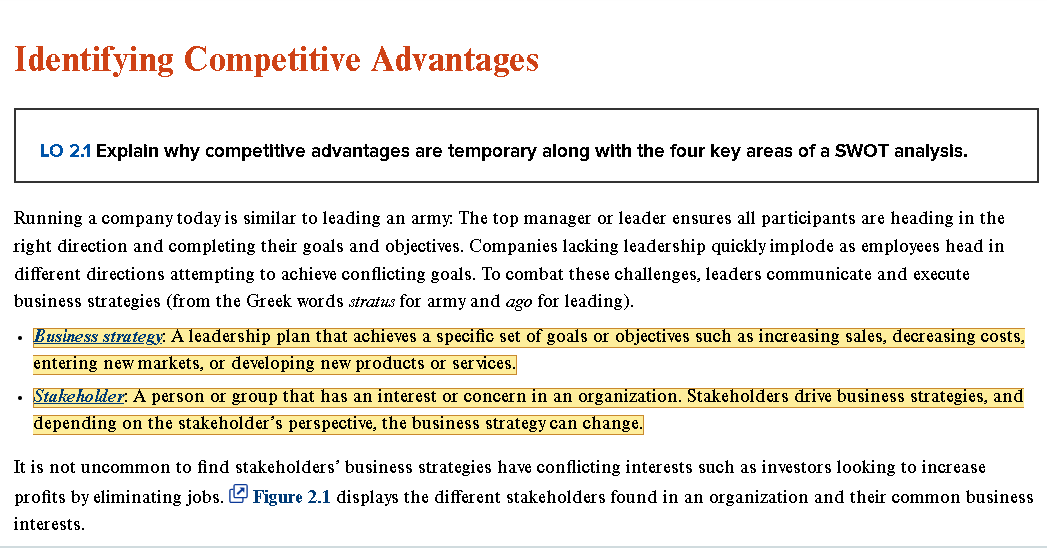 Identifying Competitive Advantages
LO 2.1 Explain why competitive advantages are temporary along with the four key areas of a SWOT analysis.
Running a company today is similar to leading an army: The top manager or leader ensures all participants are heading in the
right direction and completing their goals and objectives. Companies lacking leadership quickly implode as employees head in
different directions attempting to achieve conflicting goals. To combat these challenges, leaders communicate and execute
business strategies (from the Greek words stratus for army and ago for leading).
• Business strategy: A leadership plan that achieves a specific set of goals or objectives such as increasing sales, decreasing costs,
entering new markets, or developing new products or services.
• Stakeholder: A person or group that has an interest or concern in an organization. Stakeholders drive business strategies, and
depending on the stakeholder’s perspective, the business strategy can change.
It is not uncommon to find stakeholders’ business strategies have conflicting interests such as investors looking to increase
profits by eliminating jobs. Figure 2.1 displays the different stakeholders found in an organization and their common business
interests.